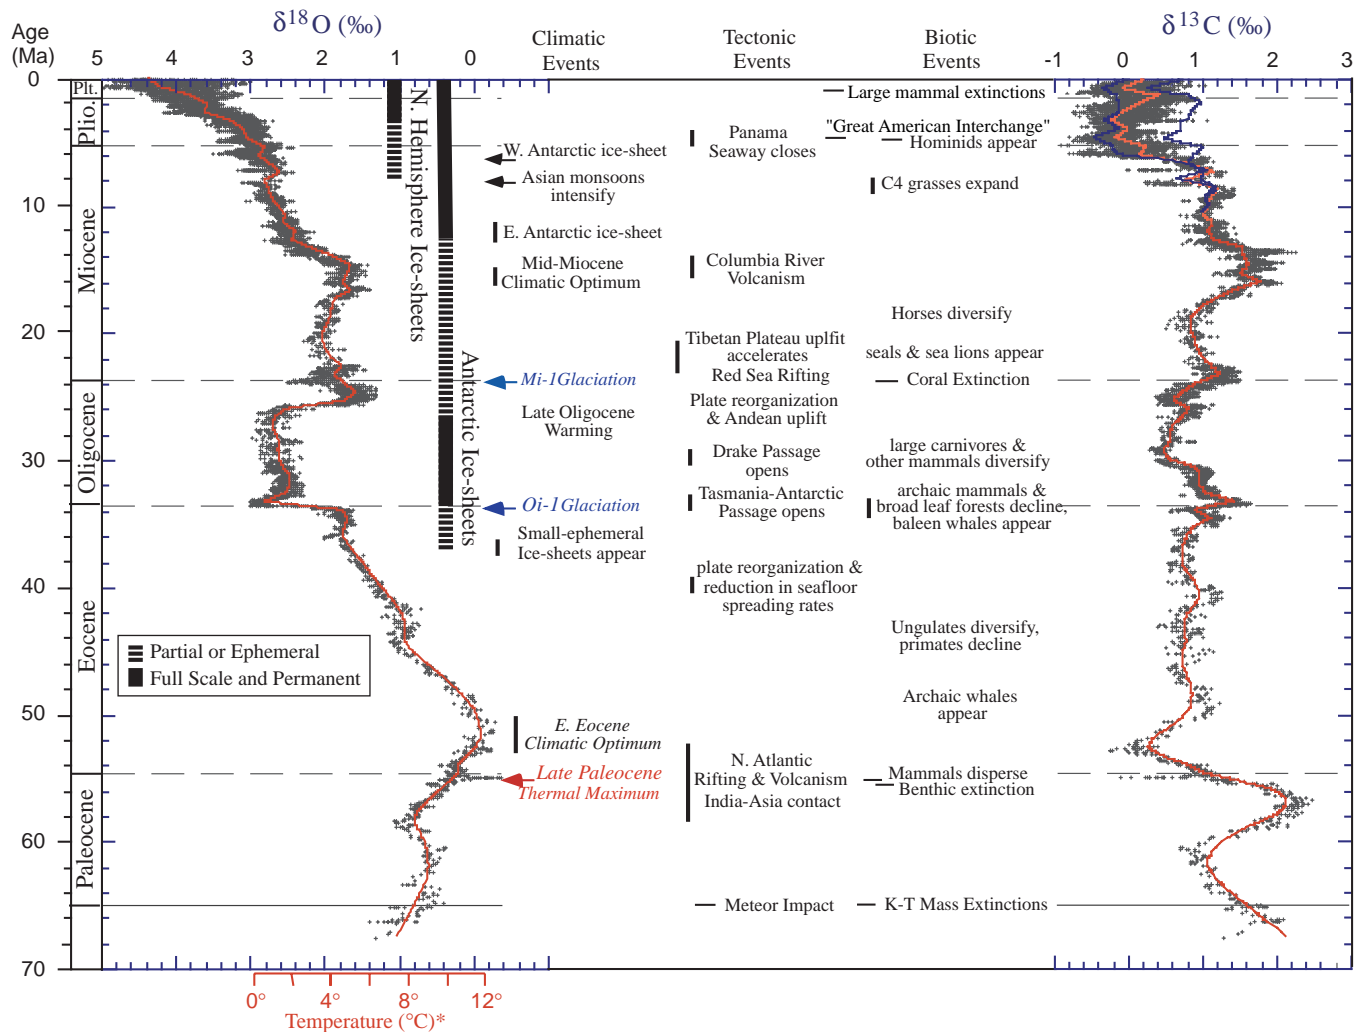 δ¹⁸O (‰)
δ¹³C (‰)
Age
(Ma)
5 4 3 2 1 0
Climatic
Events
Tectonic
Events
Biotic
Events
-1 0 1 2 3
0
10
20
30
40
50
60
70
Plt.
Plio.
Miocene
Oligocene
Eocene
Paleocene
N. Hemisphere Ice-sheets
Antarctic Ice-sheets
W. Antarctic ice-sheet
Asian monsoons
intensify
E. Antarctic ice-sheet
Mid-Miocene
Climatic Optimum
Mi-1Glaciation
Late Oligocene
Warming
Oi-1Glaciation
Small-ephemeral
Ice-sheets appear
E. Eocene
Climatic Optimum
Late Paleocene
Thermal Maximum
Panama
Seaway closes
Columbia River
Volcanism
Tibetan Plateau uplfit
accelerates
Red Sea Rifting
Plate reorganization
& Andean uplift
Drake Passage
opens
Tasmania-Antarctic
Passage opens
plate reorganization &
reduction in seafloor
spreading rates
N. Atlantic
Rifting & Volcanism
India-Asia contact
Meteor Impact
Large mammal extinctions
"Great American Interchange"
Hominids appear
C4 grasses expand
Horses diversify
seals & sea lions appear
Coral Extinction
large carnivores &
other mammals diversify
archaic mammals &
broad leaf forests decline,
baleen whales appear
Ungulates diversify,
primates decline
Archaic whales
appear
Mammals disperse
Benthic extinction
K-T Mass Extinctions
Partial or Ephemeral
Full Scale and Permanent
0° 4° 8° 12°
Temperature (°C)*